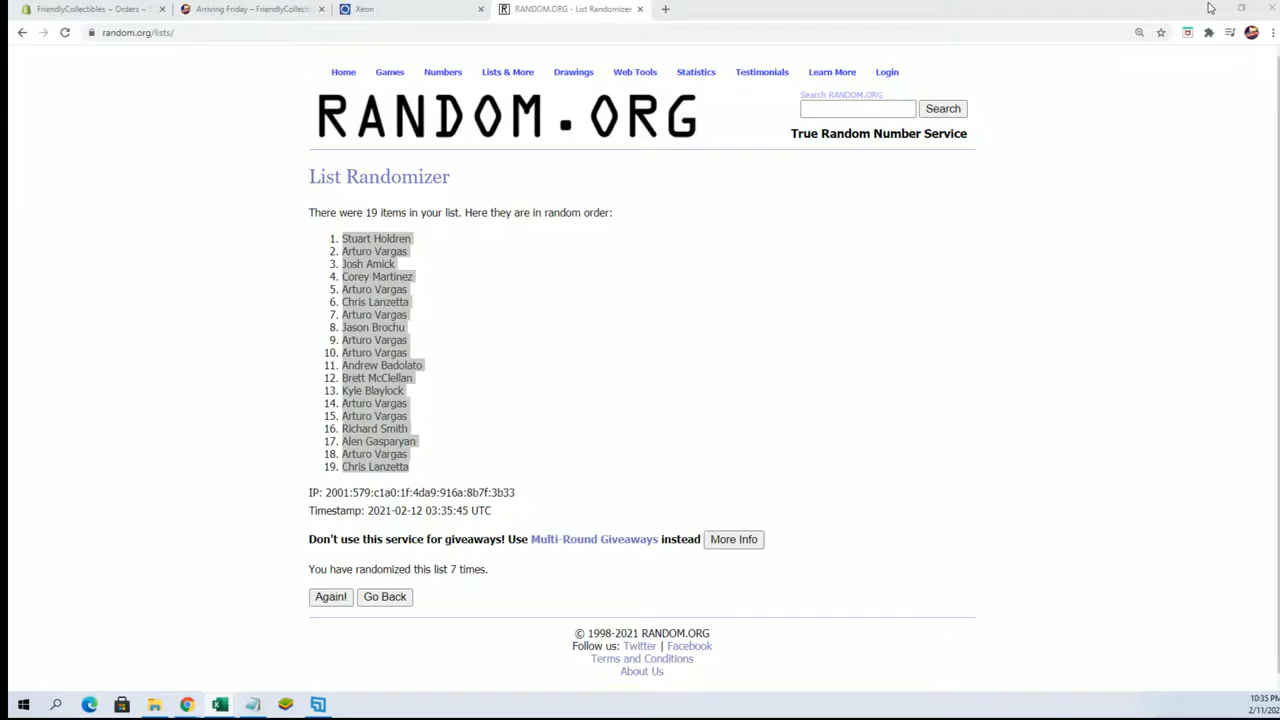 FriendlyCollectibles ~ Orders ~ S
Arriving Friday – FriendlyCollecti
Xeon
RANDOM.ORG - List Randomizer
random.org/lists/
Home Games Numbers Lists & More Drawings Web Tools Statistics Testimonials Learn More Login
RANDOM.ORG
Search RANDOM.ORG
Search
True Random Number Service
List Randomizer
There were 19 items in your list. Here they are in random order:
1. Stuart Holdren
2. Arturo Vargas
3. Josh Amick
4. Corey Martinez
5. Arturo Vargas
6. Chris Lanzetta
7. Arturo Vargas
8. Jason Brochu
9. Arturo Vargas
10. Arturo Vargas
11. Andrew Badolato
12. Brett McClellan
13. Kyle Blaylock
14. Arturo Vargas
15. Arturo Vargas
16. Richard Smith
17. Alen Gasparyan
18. Arturo Vargas
19. Chris Lanzetta
IP: 2001:579:c1a0:1f:4da9:916a:8b7f:3b33
Timestamp: 2021-02-12 03:35:45 UTC
Don't use this service for giveaways! Use Multi-Round Giveaways instead More Info
You have randomized this list 7 times.
Again! Go Back
© 1998-2021 RANDOM.ORG
Follow us: Twitter | Facebook
Terms and Conditions
About Us
10:35 PM
2/11/202